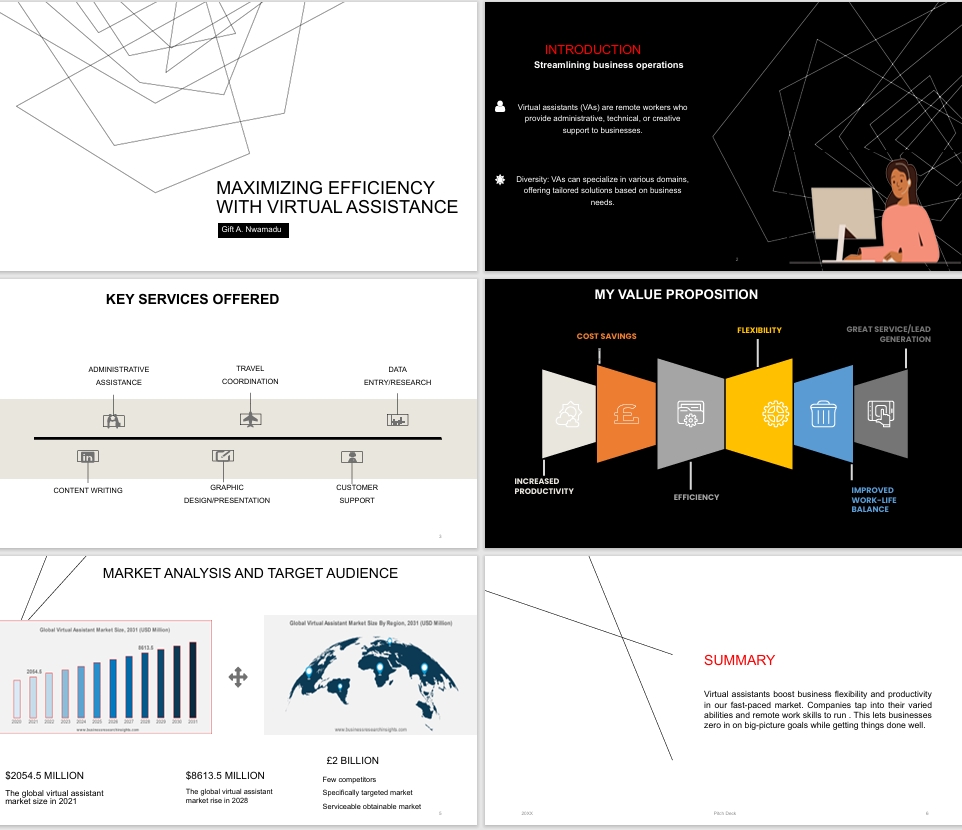 MAXIMIZING EFFICIENCY
WITH VIRTUAL ASSISTANCE
Gift A. Nwamadu
INTRODUCTION
Streamlining business operations
Virtual assistants (VAs) are remote workers who
provide administrative, technical, or creative
support to businesses.
Diversity: VAs can specialize in various domains,
offering tailored solutions based on business
needs.
2
KEY SERVICES OFFERED
ADMINISTRATIVE
ASSISTANCE
TRAVEL
COORDINATION
DATA
ENTRY/RESEARCH
CONTENT WRITING
GRAPHIC
DESIGN/PRESENTATION
CUSTOMER
SUPPORT
3
MY VALUE PROPOSITION
COST SAVINGS
FLEXIBILITY
GREAT SERVICE/LEAD
GENERATION
INCREASED
PRODUCTIVITY
EFFICIENCY
IMPROVED
WORK-LIFE
BALANCE
MARKET ANALYSIS AND TARGET AUDIENCE
Global Virtual Assistant Market Size, 2031 (USD Million)
2054.5
8613.5
2020 2021 2022 2023 2024 2025 2026 2027 2028 2029 2030 2031
www.businessresearchinsights.com
Global Virtual Assistant Market Size By Region, 2031 (USD Million)
www.businessresearchinsights.com
$2054.5 MILLION
The global virtual assistant
market size in 2021
$8613.5 MILLION
The global virtual assistant
market rise in 2028
£2 BILLION
Few competitors
Specifically targeted market
Serviceable obtainable market
5
SUMMARY
Virtual assistants boost business flexibility and productivity
in our fast-paced market. Companies tap into their varied
abilities and remote work skills to run . This lets businesses
zero in on big-picture goals while getting things done well.
20XX
Pitch Desk
6